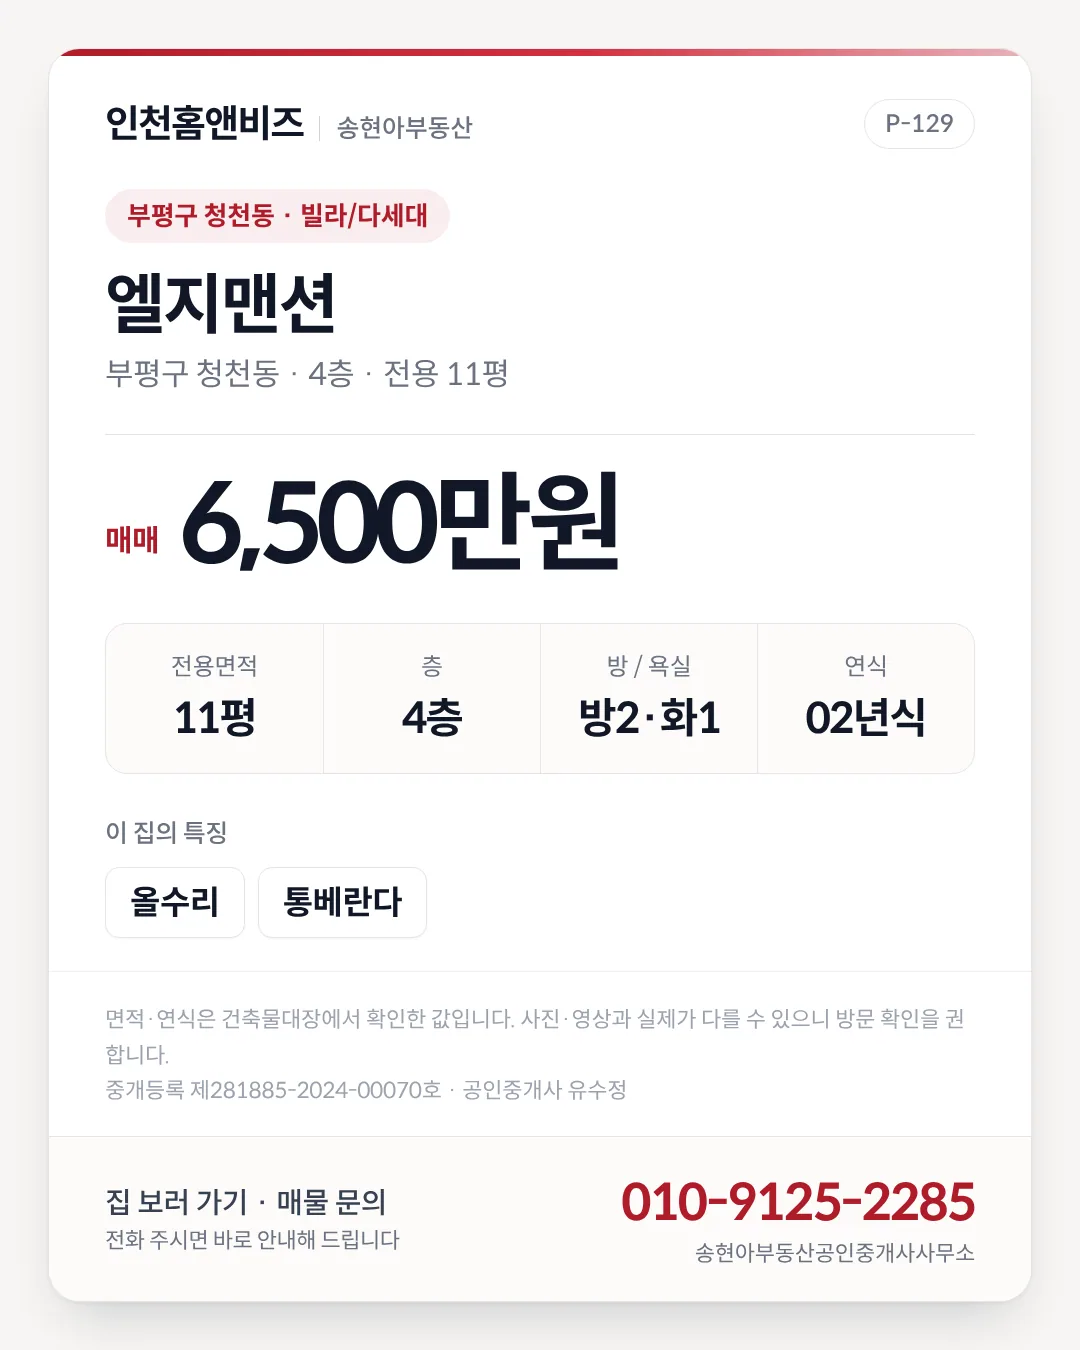 인천홈앤비즈 | 송현아부동산
P-129
부평구 청천동 · 빌라/다세대
엘지맨션
부평구 청천동 · 4층 · 전용 11평
매매 6,500만원
전용면적 층 방 / 욕실 연식
11평 4층 방2·화1 02년식
이 집의 특징
올수리 통베란다
면적·연식은 건축물대장에서 확인한 값입니다. 사진·영상과 실제가 다를 수 있으니 방문 확인을 권
합니다.
중개등록 제281885-2024-00070호 · 공인중개사 유수정
집 보러 가기 · 매물 문의
전화 주시면 바로 안내해 드립니다
010-9125-2285
송현아부동산공인중개사사무소